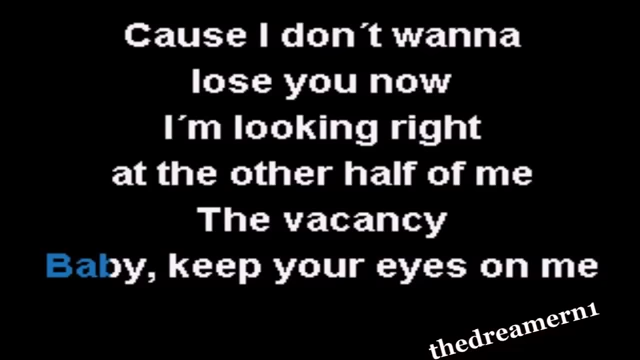 Cause I don´t wanna
lose you now
I´m looking right
at the other half of me
The vacancy
Baby, keep your eyes on me
thedreamern1